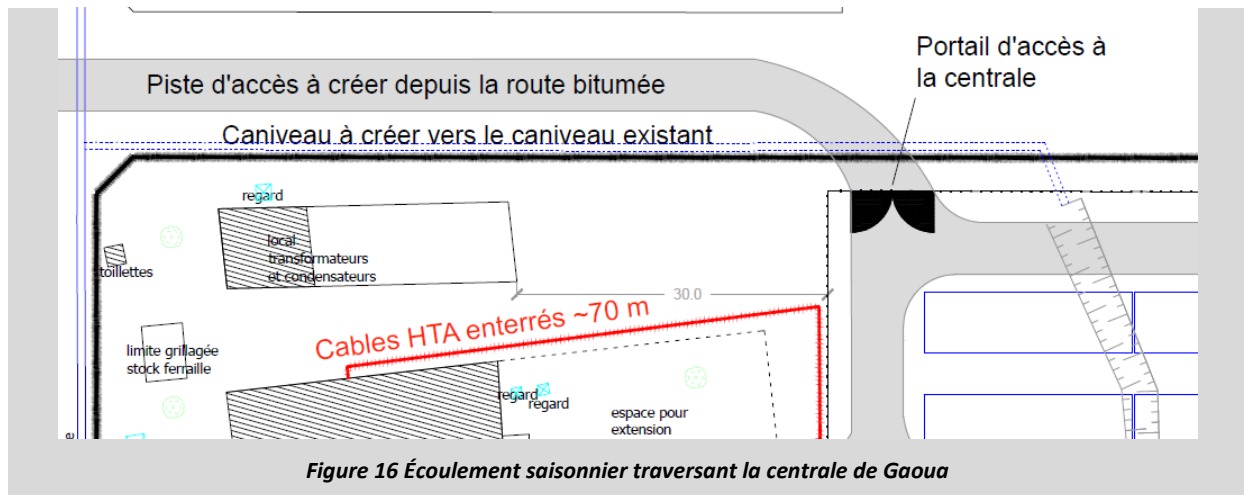 Portail d'accès à
la centrale
Piste d'accès à créer depuis la route bitumée
Caniveau à créer vers le caniveau existant
regard
local
transformateurs
et condensateurs
toillettes
30.0
Cables HTA enterrés ~70 m
limite grillagée
stock ferraille
regard
regard
espace pour
extension
e
Figure 16 Écoulement saisonnier traversant la centrale de Gaoua